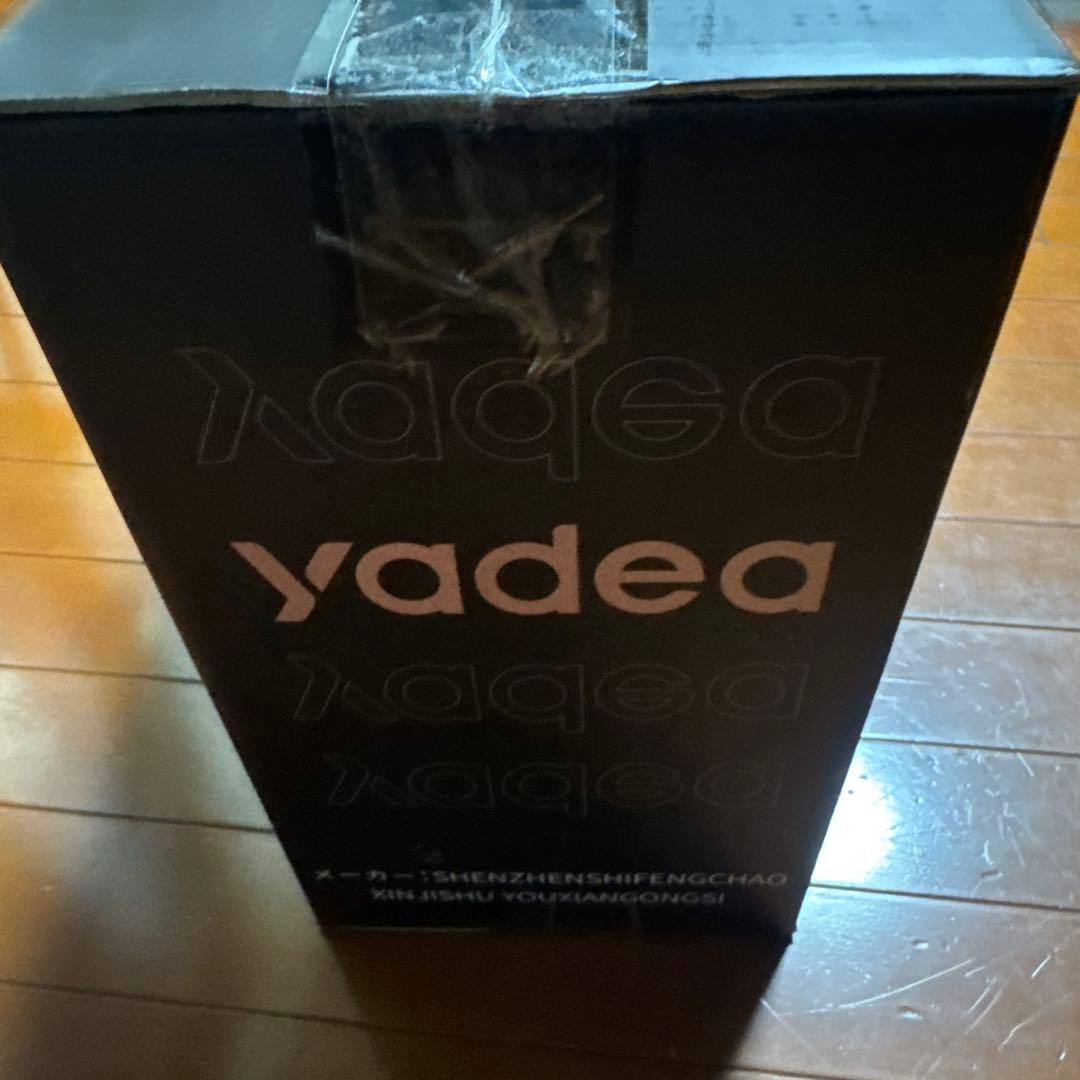 yadea
yadea
yadea
yadea
メーカー：SHENZHENSHIFENGCHAO
XINJISHU YOUXIANGONGSI